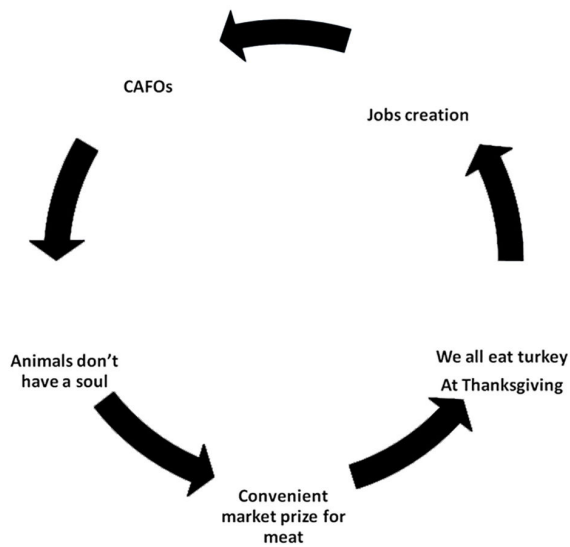 CAFOs
Jobs creation
Animals don’t
have a soul
We all eat turkey
At Thanksgiving
Convenient
market prize for
meat